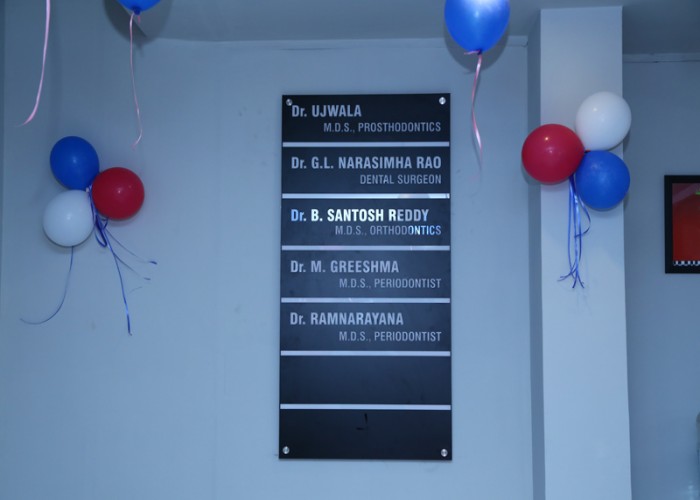 Dr. UJWALA
M.D.S., PROSTHODONTICS
Dr. G.L. NARASIMHA RAO
DENTAL SURGEON
Dr. B. SANTOSH REDDY
M.D.S., ORTHODONTICS
Dr. M. GREESHMA
M.D.S., PERIODONTIST
Dr. RAMNARAYANA
M.D.S., PERIODONTIST